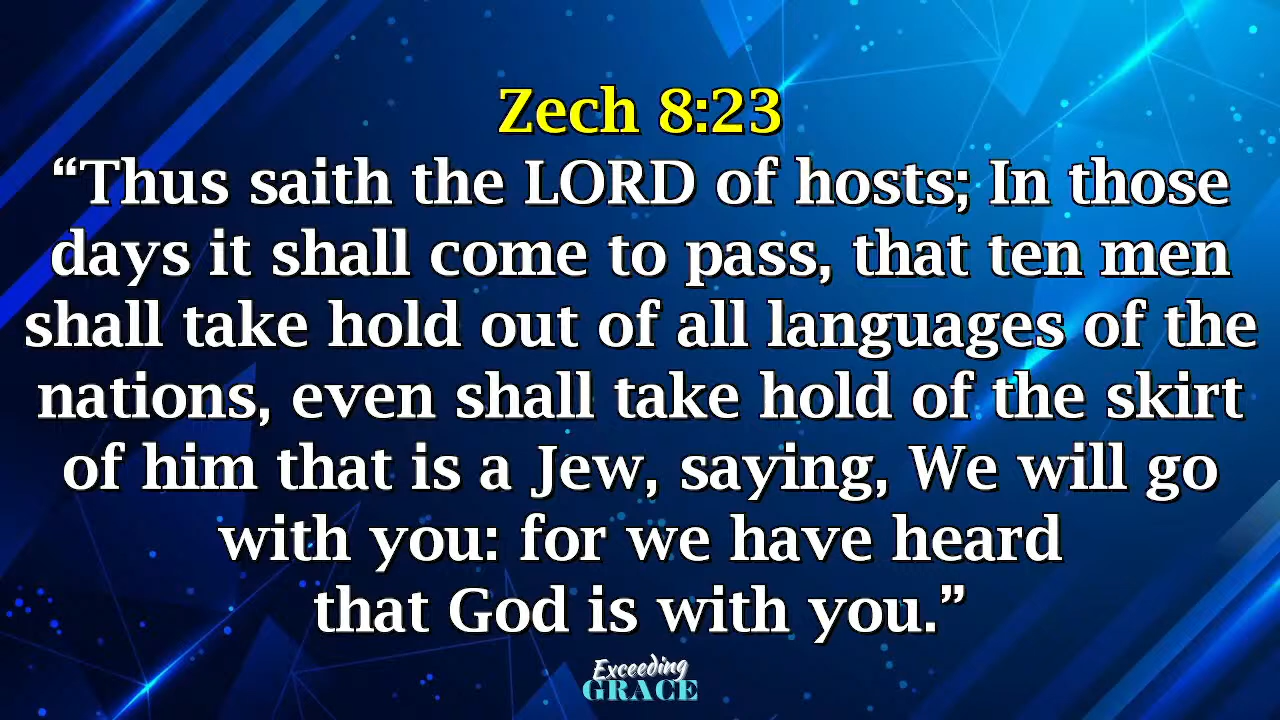 Zech 8:23
“Thus saith the LORD of hosts; In those
days it shall come to pass, that ten men
shall take hold out of all languages of the
nations, even shall take hold of the skirt
of him that is a Jew, saying, We will go
with you: for we have heard
that God is with you.”
Exceeding
GRACE